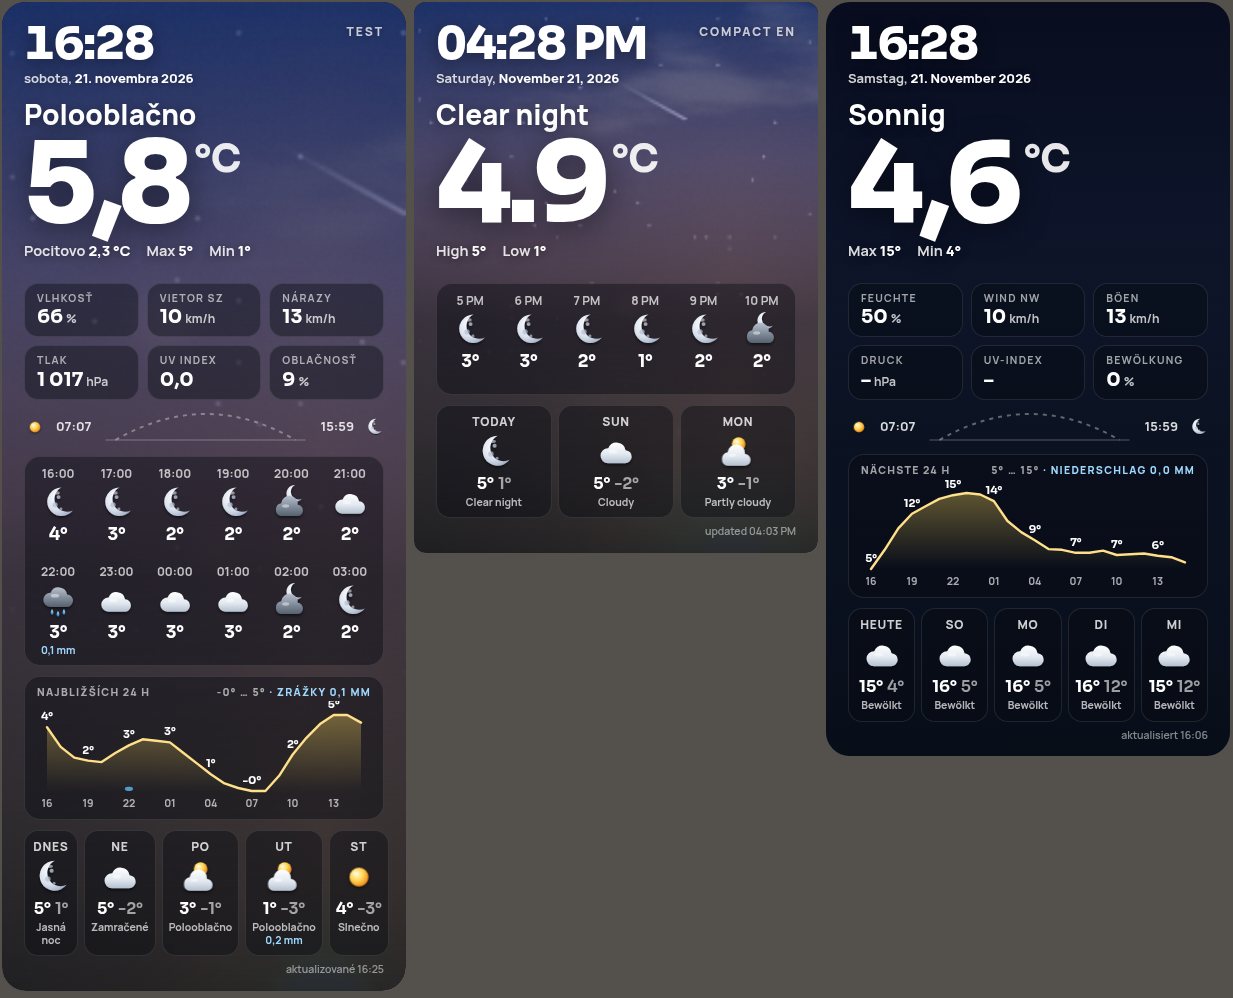 16:28
TEST
sobota, 21. novembra 2026
Polooblačno
5,8 °C
Pocitovo 2,3 °C Max 5° Min 1°
VLHKOSŤ VIETOR SZ NÁRAZY
66 % 10 km/h 13 km/h
TLAK UV INDEX OBLAČNOSŤ
1 017 hPa 0,0 9 %
07:07 15:59
16:00 17:00 18:00 19:00 20:00 21:00
4° 3° 2° 2° 2° 2°
22:00 23:00 00:00 01:00 02:00 03:00
3° 3° 3° 3° 2° 2°
0,1 mm
NAJBLIŽŠÍCH 24 H -0° … 5° · ZRÁŽKY 0,1 MM
4° 2° 3° 3° 1° -0° 2° 5°
16 19 22 01 04 07 10 13
DNES NE PO UT ST
5° 1° 5° -2° 3° -1° 1° -3° 4° -3°
Jasná noc Zamračené Polooblačno Polooblačno Slnečno
0,2 mm
aktualizované 16:25
04:28 PM
COMPACT EN
Saturday, November 21, 2026
Clear night
4.9 °C
High 5° Low 1°
5 PM 6 PM 7 PM 8 PM 9 PM 10 PM
3° 3° 2° 1° 2° 2°
TODAY SUN MON
5° 1° 5° -2° 3° -1°
Clear night Cloudy Partly cloudy
updated 04:03 PM
16:28
Samstag, 21. November 2026
Sonnig
4,6 °C
Max 15° Min 4°
FEUCHTE WIND NW BÖEN
50 % 10 km/h 13 km/h
DRUCK UV-INDEX BEWÖLKUNG
– hPa – 0 %
07:07 15:59
NÄCHSTE 24 H 5° … 15° · NIEDERSCHLAG 0,0 MM
5° 12° 15° 14° 9° 7° 7° 6°
16 19 22 01 04 07 10 13
HEUTE SO MO DI MI
15° 4° 16° 5° 16° 5° 16° 12° 15° 12°
Bewölkt Bewölkt Bewölkt Bewölkt Bewölkt
aktualisiert 16:06